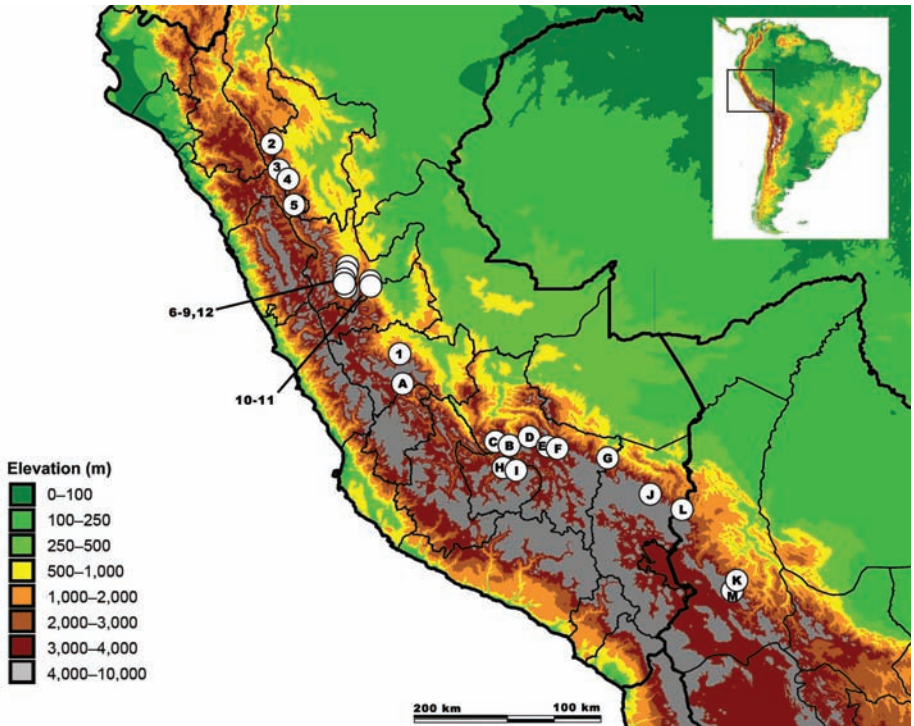 2
3
4
5
6-9,12
10-11
1
A
C B D E F
G
H I
J
L
K
M
Elevation (m)
0–100
100–250
250–500
500–1,000
1,000–2,000
2,000–3,000
3,000–4,000
4,000–10,000
200 km 100 km